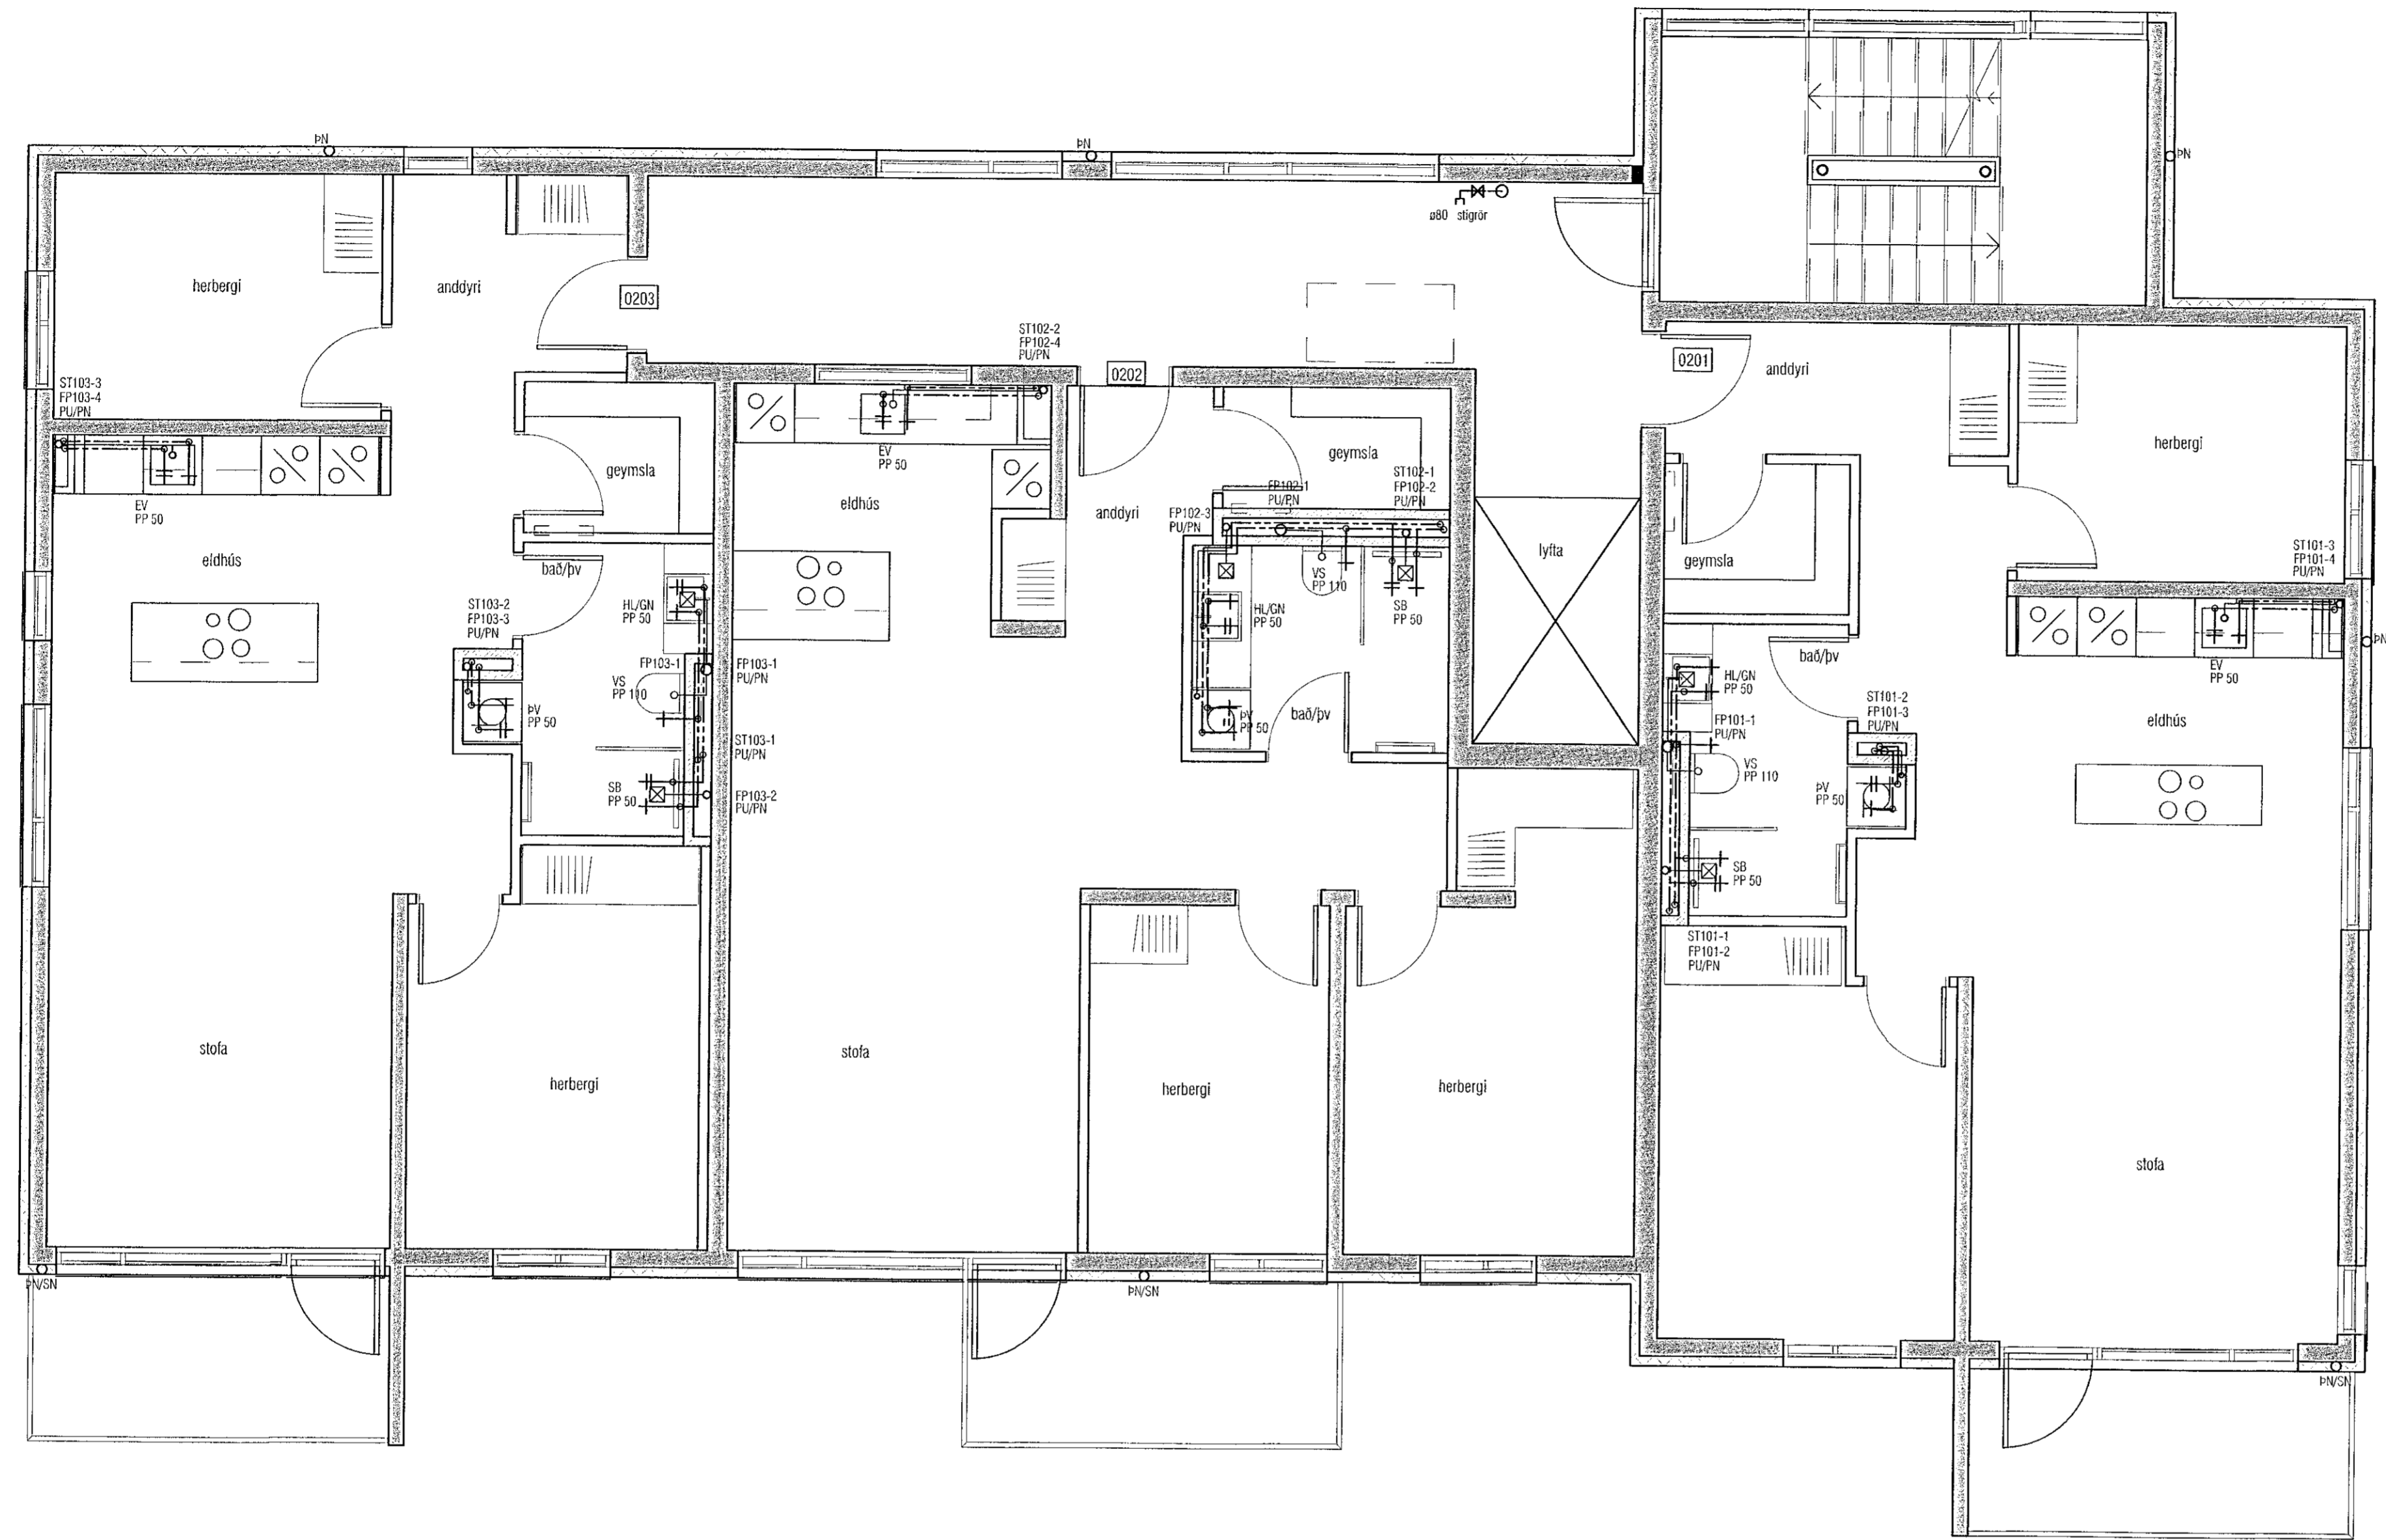 ÞN
ÞN
ÞN
ø80 stigrör
herbergi
anddyri
0203
ST102-2
FP102-4
PU/PN
0202
0201
anddyri
ST103-3
FP103-4
PU/PN
EV
PP 50
geymsla
EV
PP 50
eldhús
anddyri
geymsla
ST102-1
FP102-2
PU/PN
FP102-1
PU/PN
FP102-3
PU/PN
lyfta
herbergi
geymsla
ST101-3
FP101-4
PU/PN
eldhús
bað/þv
ST103-2
FP103-3
PU/PN
HL/GN
PP 50
VS
PP 110
HL/GN
PP 50
SB
PP 50
ÞN
bað/þv
EV
PP 50
FP103-1
FP103-1
PU/PN
VS
PP 110
HL/GN
PP 50
ST101-2
FP101-3
PU/PN
ÞV
PP 50
ÞV
PP 50
bað/þv
FP101-1
PU/PN
eldhús
ST103-1
PU/PN
VS
PP 110
SB
PP 50
FP103-2
PU/PN
ÞV
PP 50
SB
PP 50
ST101-1
FP101-2
PU/PN
stofa
herbergi
stofa
herbergi
herbergi
stofa
ÞN/SN
ÞN/SN
ÞN/SN